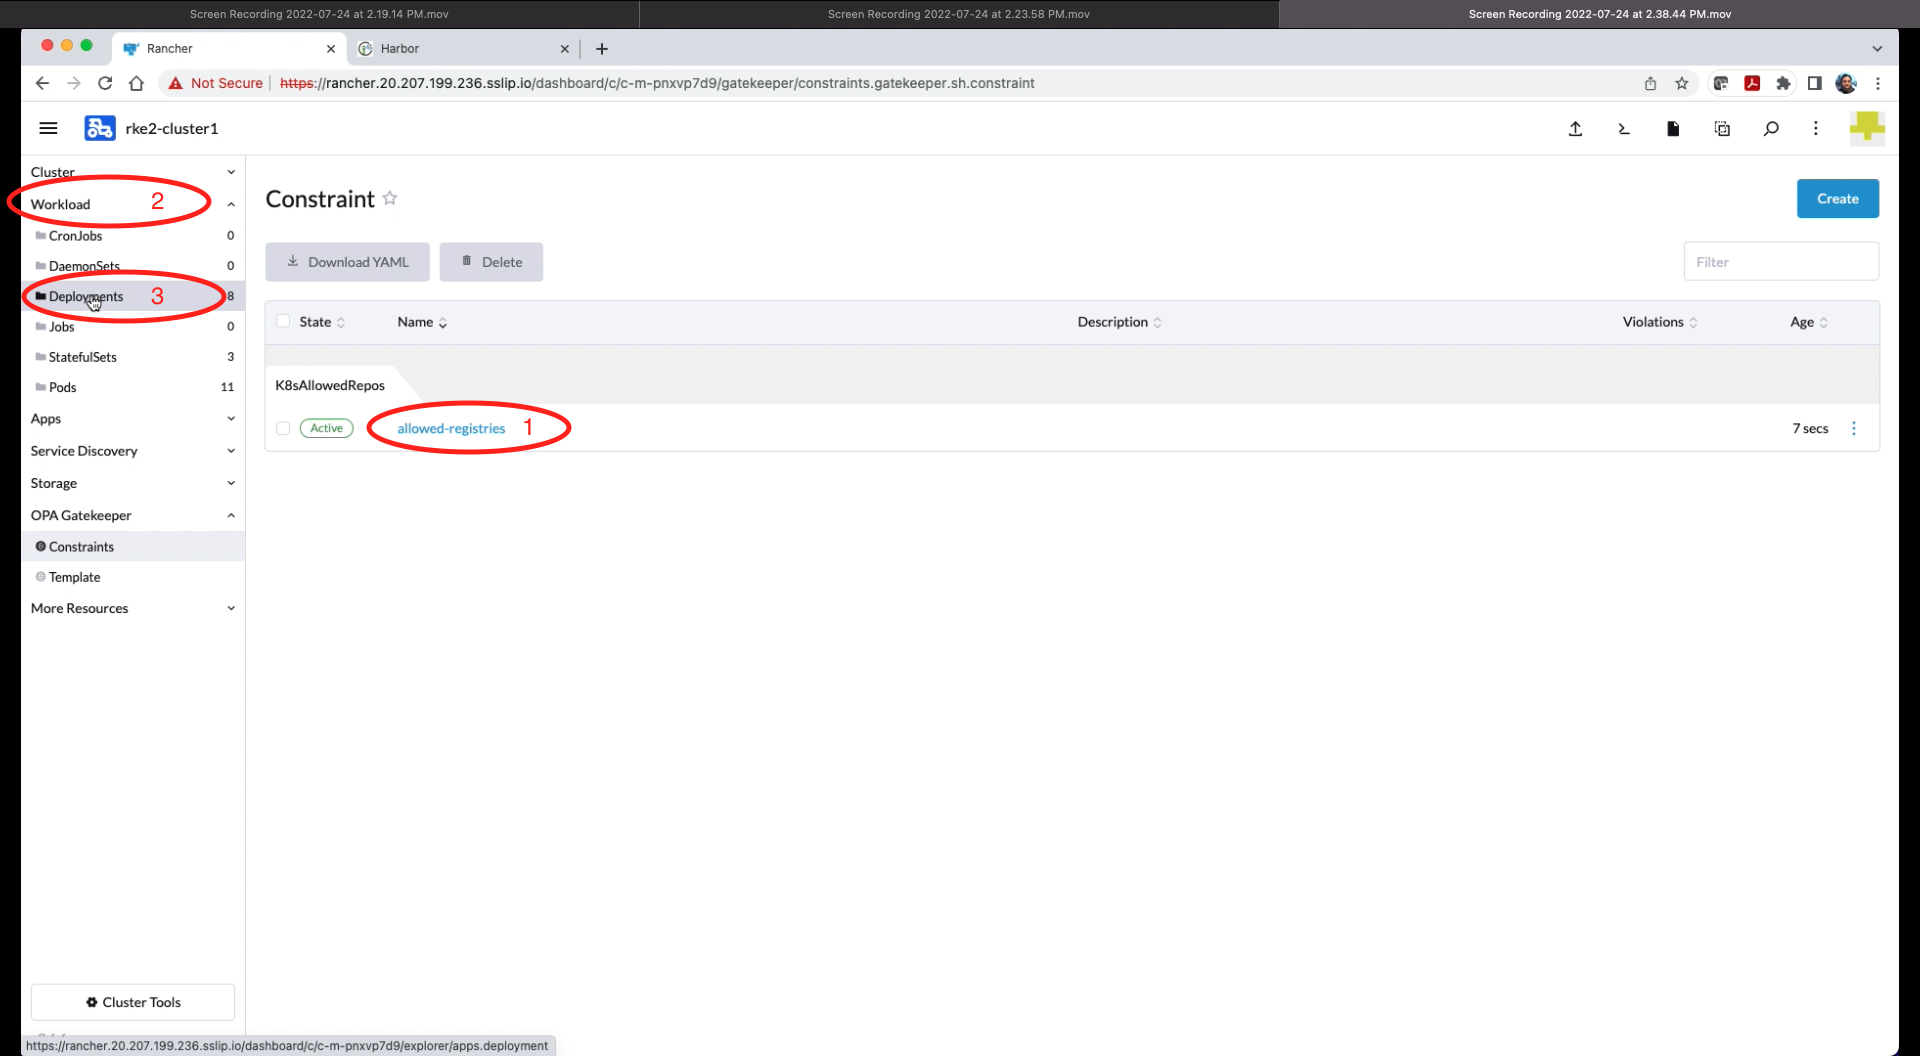 Screen Recording 2022-07-24 at 2.19.14 PM.mov
Screen Recording 2022-07-24 at 2.23.58 PM.mov
Screen Recording 2022-07-24 at 2.38.44 PM.mov
Rancher
Harbor
Not Secure
https://rancher.20.207.199.236.sslip.io/dashboard/c/c-m-pnxvp7d9/gatekeeper/constraints.gatekeeper.sh.constraint
rke2-cluster1
Cluster
Workload 2
CronJobs 0
DaemonSets 0
Deployments 3 8
Jobs 0
StatefulSets 3
Pods 11
Apps
Service Discovery
Storage
OPA Gatekeeper
Constraints
Template
More Resources
Cluster Tools
Constraint
Create
Download YAML
Delete
Filter
State Name Description Violations Age
K8sAllowedRepos
Active allowed-registries 1 7 secs
https://rancher.20.207.199.236.sslip.io/dashboard/c/c-m-pnxvp7d9/explorer/apps.deployment